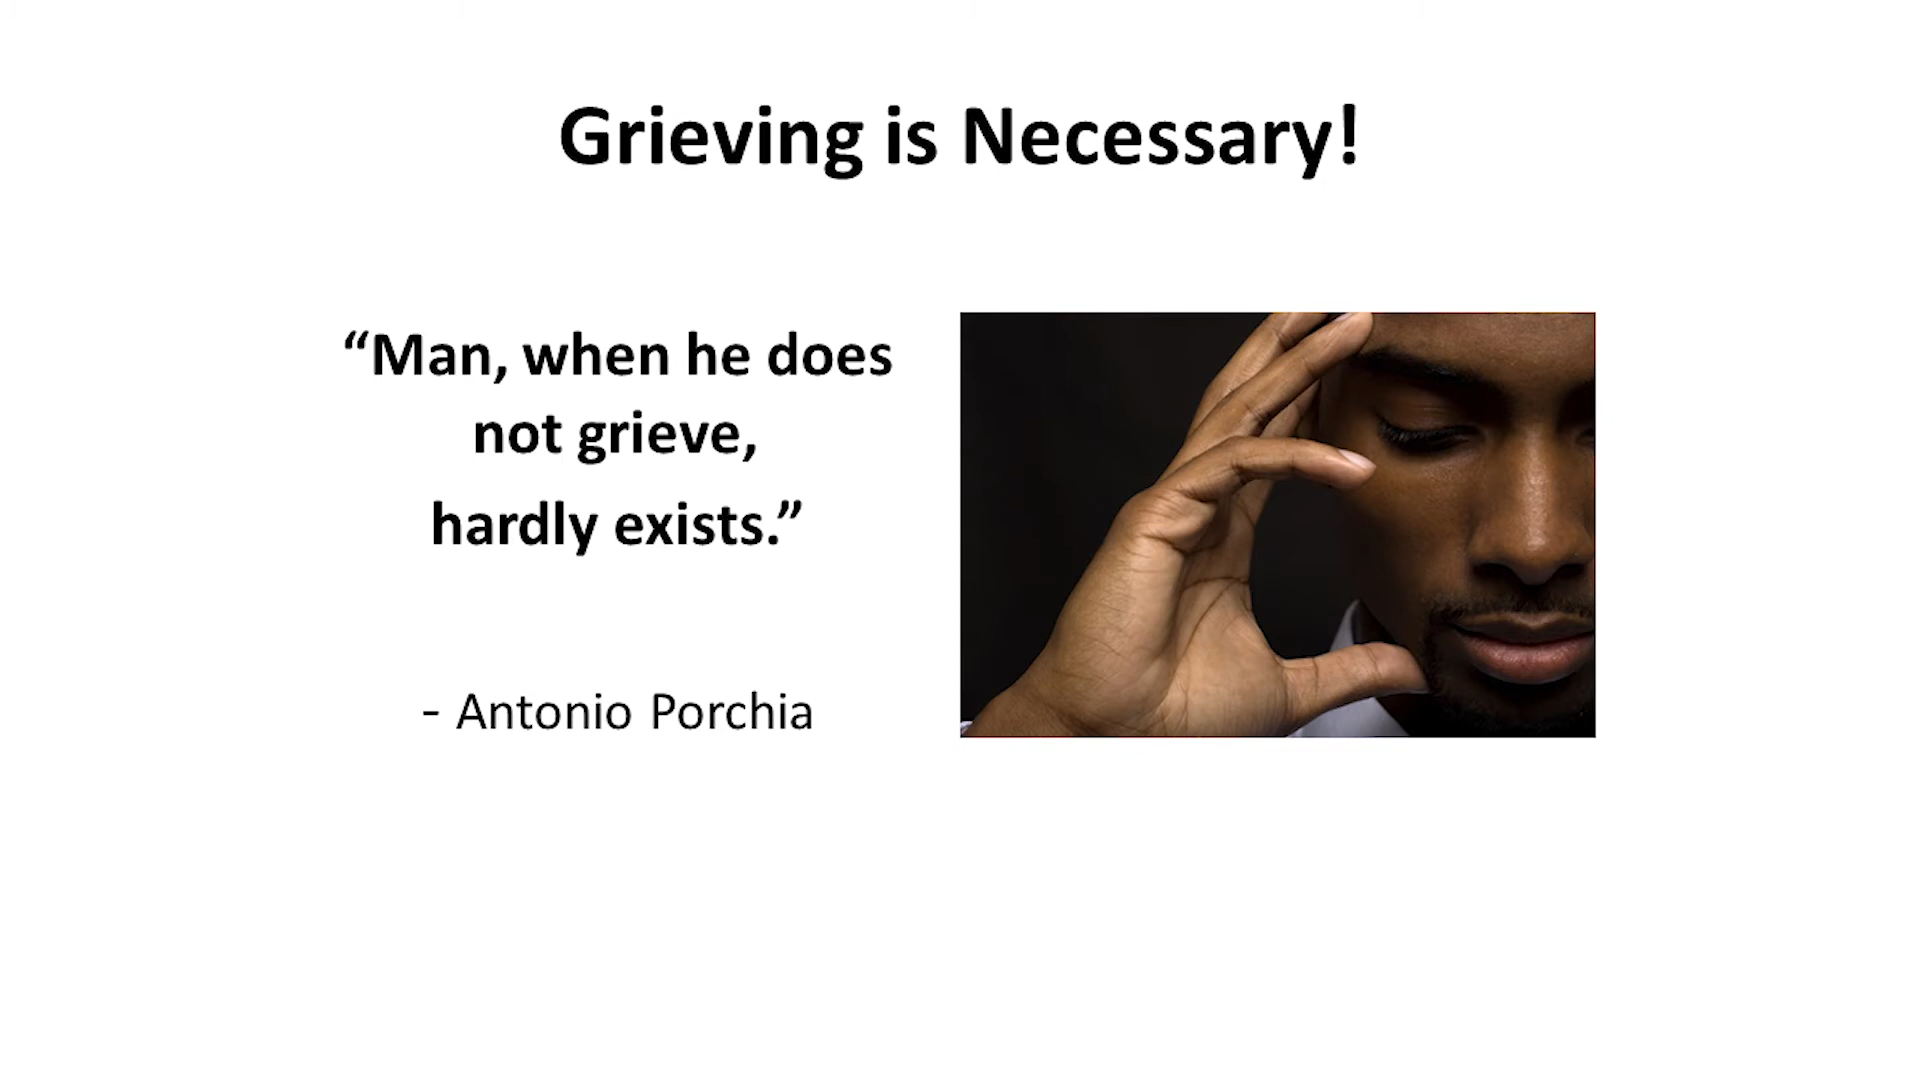 Grieving is Necessary!
“Man, when he does
not grieve,
hardly exists.”
- Antonio Porchia